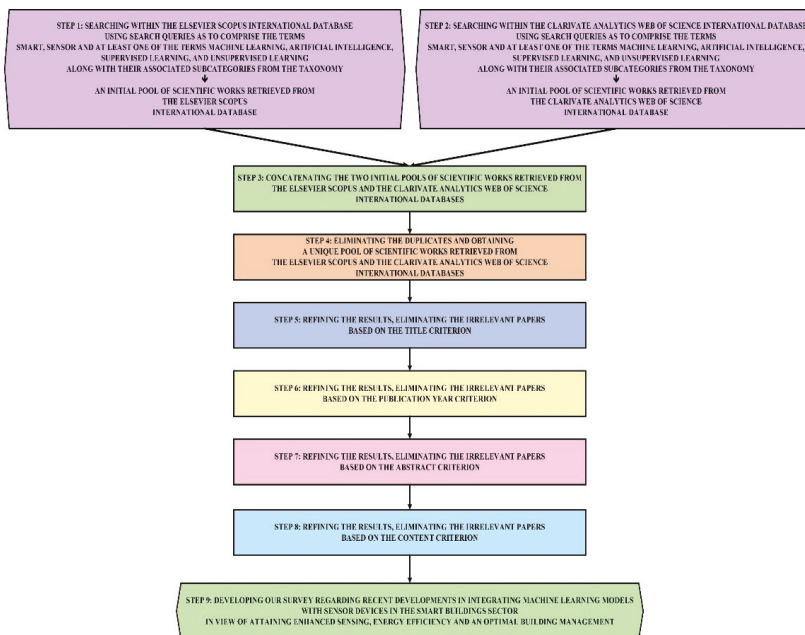 STEP 1: SEARCHING WITHIN THE ELSEVIER SCOPUS INTERNATIONAL DATABASE
USING SEARCH QUERIES AS TO COMPRISE THE TERMS
SMART, SENSOR AND AT LEAST ONE OF THE TERMS MACHINE LEARNING, ARTIFICIAL INTELLIGENCE,
SUPERVISED LEARNING, AND UNSUPERVISED LEARNING
ALONG WITH THEIR ASSOCIATED SUBCATEGORIES FROM THE TAXONOMY
AN INITIAL POOL OF SCIENTIFIC WORKS RETRIEVED FROM
THE ELSEVIER SCOPUS
INTERNATIONAL DATABASE
STEP 2: SEARCHING WITHIN THE CLARIVATE ANALYTICS WEB OF SCIENCE INTERNATIONAL DATABASE
USING SEARCH QUERIES AS TO COMPRISE THE TERMS
SMART, SENSOR AND AT LEAST ONE OF THE TERMS MACHINE LEARNING, ARTIFICIAL INTELLIGENCE,
SUPERVISED LEARNING, AND UNSUPERVISED LEARNING
ALONG WITH THEIR ASSOCIATED SUBCATEGORIES FROM THE TAXONOMY
AN INITIAL POOL OF SCIENTIFIC WORKS RETRIEVED FROM
THE CLARIVATE ANALYTICS WEB OF SCIENCE
INTERNATIONAL DATABASE
STEP 3: CONCATENATING THE TWO INITIAL POOLS OF SCIENTIFIC WORKS RETRIEVED FROM
THE ELSEVIER SCOPUS AND THE CLARIVATE ANALYTICS WEB OF SCIENCE
INTERNATIONAL DATABASES
STEP 4: ELIMINATING THE DUPLICATES AND OBTAINING
A UNIQUE POOL OF SCIENTIFIC WORKS RETRIEVED FROM
THE ELSEVIER SCOPUS AND THE CLARIVATE ANALYTICS WEB OF SCIENCE
INTERNATIONAL DATABASES
STEP 5: REFINING THE RESULTS, ELIMINATING THE IRRELEVANT PAPERS
BASED ON THE TITLE CRITERION
STEP 6: REFINING THE RESULTS, ELIMINATING THE IRRELEVANT PAPERS
BASED ON THE PUBLICATION YEAR CRITERION
STEP 7: REFINING THE RESULTS, ELIMINATING THE IRRELEVANT PAPERS
BASED ON THE ABSTRACT CRITERION
STEP 8: REFINING THE RESULTS, ELIMINATING THE IRRELEVANT PAPERS
BASED ON THE CONTENT CRITERION
STEP 9: DEVELOPING OUR SURVEY REGARDING RECENT DEVELOPMENTS IN INTEGRATING MACHINE LEARNING MODELS
WITH SENSOR DEVICES IN THE SMART BUILDINGS SECTOR
IN VIEW OF ATTAINING ENHANCED SENSING, ENERGY EFFICIENCY AND AN OPTIMAL BUILDING MANAGEMENT